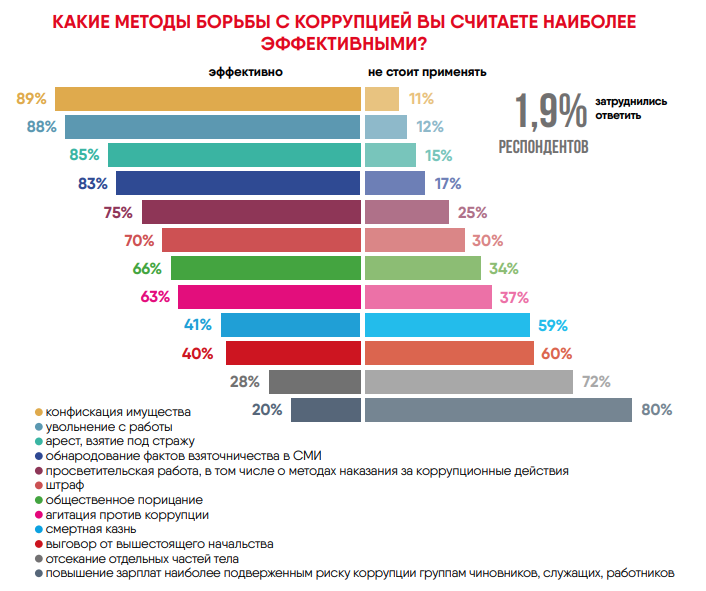 КАКИЕ МЕТОДЫ БОРЬБЫ С КОРРУПЦИЕЙ ВЫ СЧИТАЕТЕ НАИБОЛЕЕ
ЭФФЕКТИВНЫМИ?
эффективно не стоит применять
89% 11%
88% 12%
85% 15%
83% 17%
75% 25%
70% 30%
66% 34%
63% 37%
41% 59%
40% 60%
28% 72%
20% 80%
1,9% затруднились
ответить
РЕСПОНДЕНТОВ
конфискация имущества
увольнение с работы
арест, взятие под стражу
обнародование фактов взяточничества в СМИ
просветительская работа, в том числе о методах наказания за коррупционные действия
штраф
общественное порицание
агитация против коррупции
смертная казнь
выговор от вышестоящего начальства
отсекание отдельных частей тела
повышение зарплат наиболее подверженным риску коррупции группам чиновников, служащих, работников